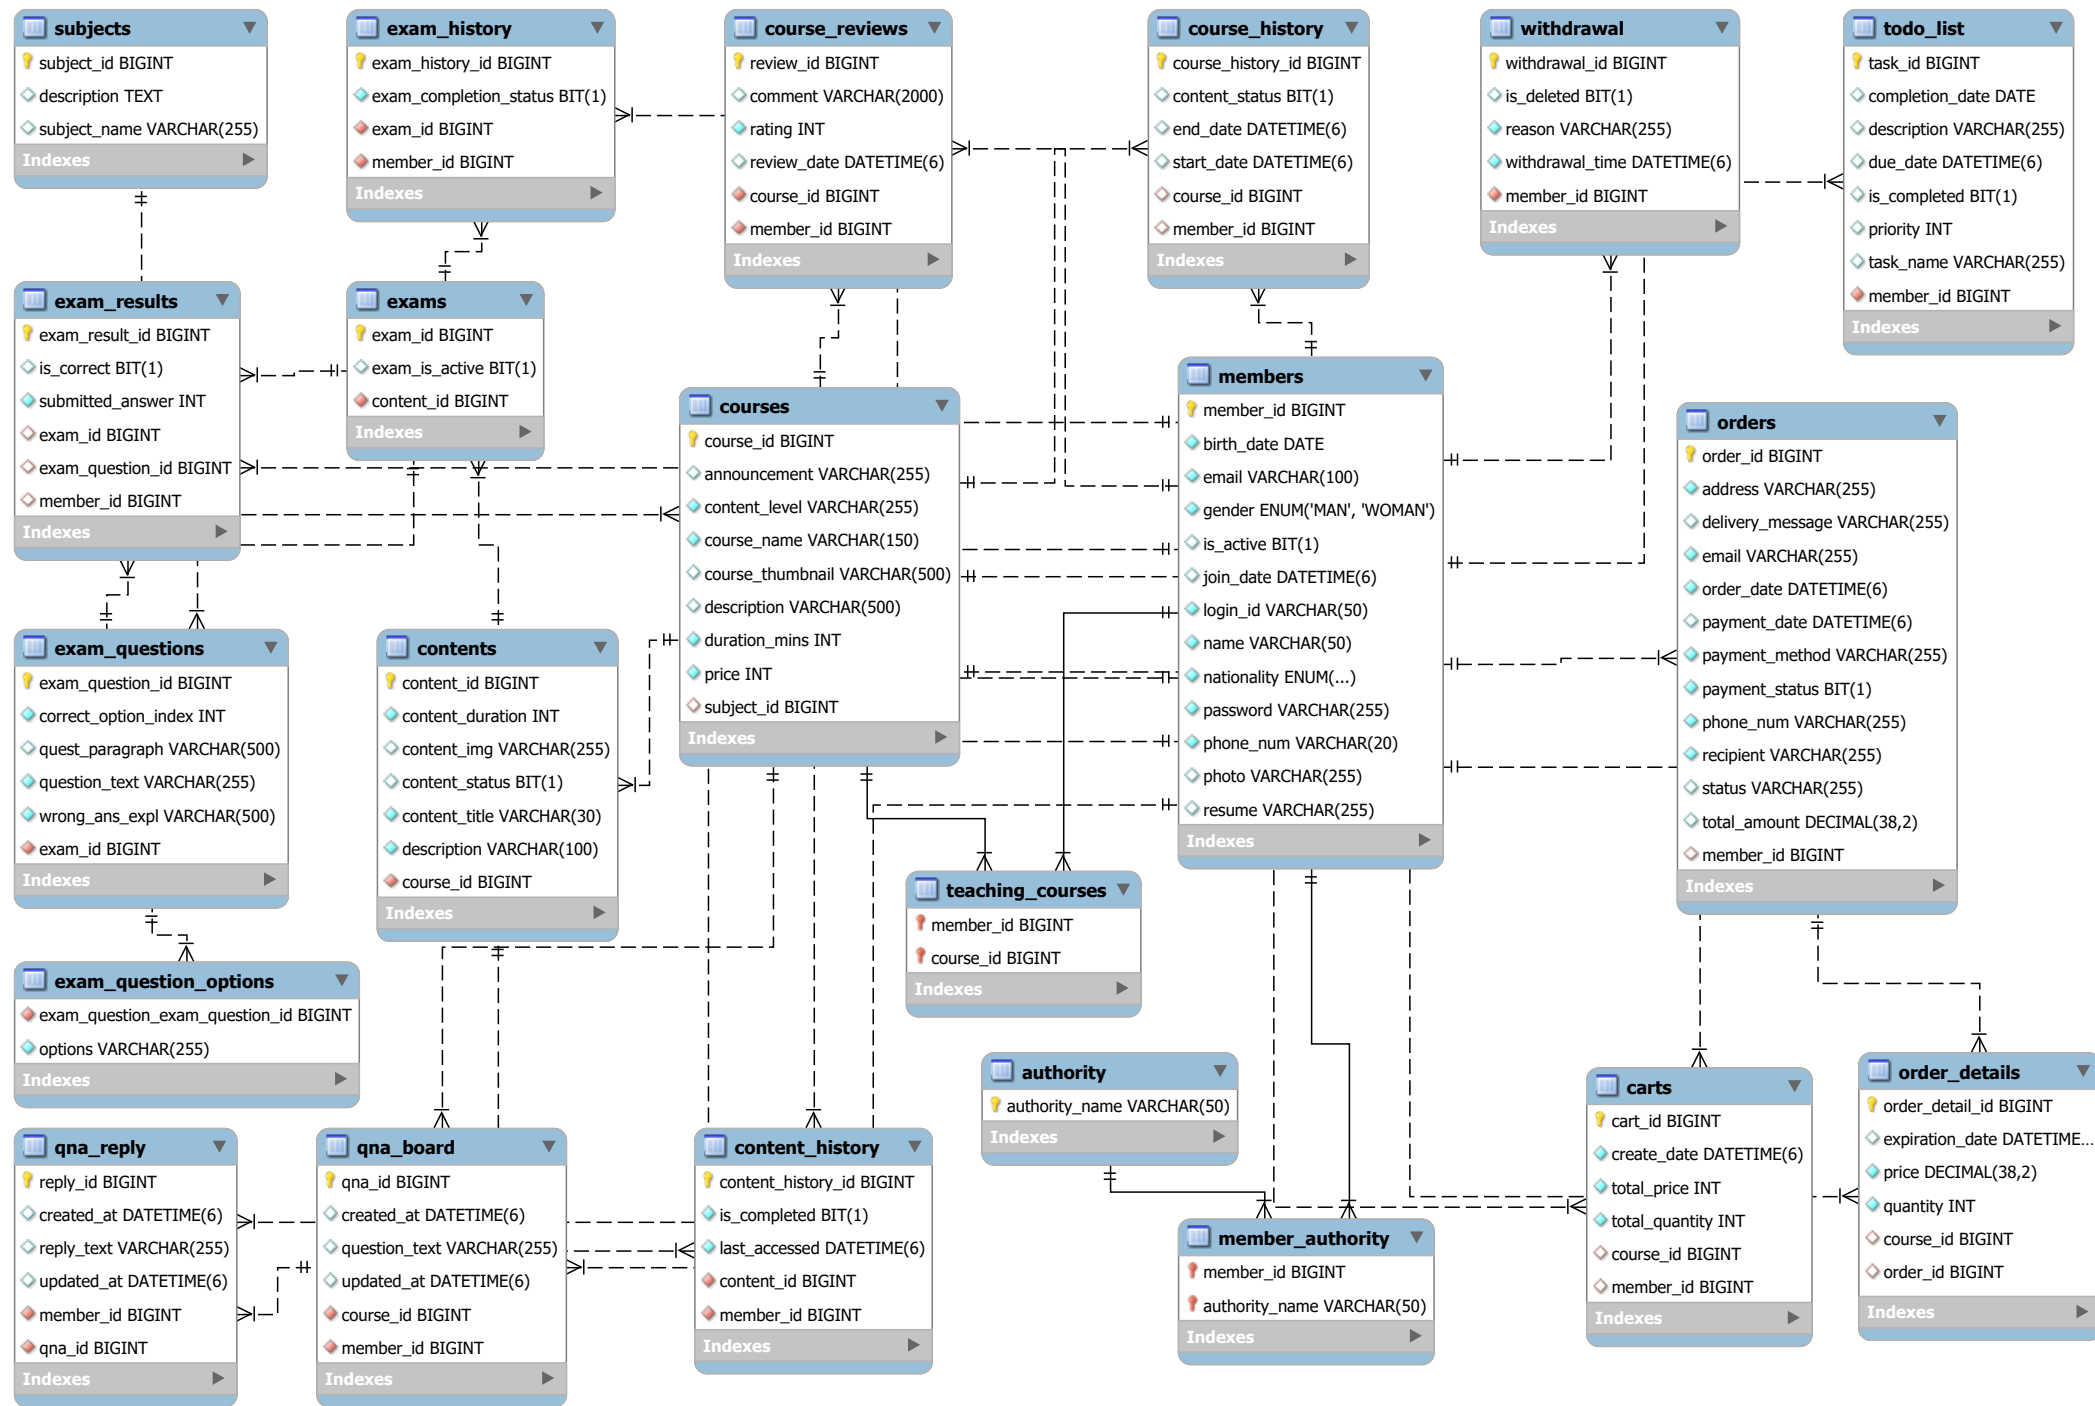 subjects
subject_id BIGINT
description TEXT
subject_name VARCHAR(255)
Indexes
exam_history
exam_history_id BIGINT
exam_completion_status BIT(1)
exam_id BIGINT
member_id BIGINT
Indexes
course_reviews
review_id BIGINT
comment VARCHAR(2000)
rating INT
review_date DATETIME(6)
course_id BIGINT
member_id BIGINT
Indexes
course_history
course_history_id BIGINT
content_status BIT(1)
end_date DATETIME(6)
start_date DATETIME(6)
course_id BIGINT
member_id BIGINT
Indexes
withdrawal
withdrawal_id BIGINT
is_deleted BIT(1)
reason VARCHAR(255)
withdrawal_time DATETIME(6)
member_id BIGINT
Indexes
todo_list
task_id BIGINT
completion_date DATE
description VARCHAR(255)
due_date DATETIME(6)
is_completed BIT(1)
priority INT
task_name VARCHAR(255)
member_id BIGINT
Indexes
exam_results
exam_result_id BIGINT
is_correct BIT(1)
submitted_answer INT
exam_id BIGINT
exam_question_id BIGINT
member_id BIGINT
Indexes
exams
exam_id BIGINT
exam_is_active BIT(1)
content_id BIGINT
Indexes
courses
course_id BIGINT
announcement VARCHAR(255)
content_level VARCHAR(255)
course_name VARCHAR(150)
course_thumbnail VARCHAR(500)
description VARCHAR(500)
duration_mins INT
price INT
subject_id BIGINT
Indexes
members
member_id BIGINT
birth_date DATE
email VARCHAR(100)
gender ENUM('MAN', 'WOMAN')
is_active BIT(1)
join_date DATETIME(6)
login_id VARCHAR(50)
name VARCHAR(50)
nationality ENUM(...)
password VARCHAR(255)
phone_num VARCHAR(20)
photo VARCHAR(255)
resume VARCHAR(255)
Indexes
orders
order_id BIGINT
address VARCHAR(255)
delivery_message VARCHAR(255)
email VARCHAR(255)
order_date DATETIME(6)
payment_date DATETIME(6)
payment_method VARCHAR(255)
payment_status BIT(1)
phone_num VARCHAR(255)
recipient VARCHAR(255)
status VARCHAR(255)
total_amount DECIMAL(38,2)
member_id BIGINT
Indexes
exam_questions
exam_question_id BIGINT
correct_option_index INT
quest_paragraph VARCHAR(500)
question_text VARCHAR(255)
wrong_ans_expl VARCHAR(500)
exam_id BIGINT
Indexes
contents
content_id BIGINT
content_duration INT
content_img VARCHAR(255)
content_status BIT(1)
content_title VARCHAR(30)
description VARCHAR(100)
course_id BIGINT
Indexes
teaching_courses
member_id BIGINT
course_id BIGINT
Indexes
exam_question_options
exam_question_exam_question_id BIGINT
options VARCHAR(255)
Indexes
authority
authority_name VARCHAR(50)
Indexes
carts
cart_id BIGINT
create_date DATETIME(6)
total_price INT
total_quantity INT
course_id BIGINT
member_id BIGINT
Indexes
order_details
order_detail_id BIGINT
expiration_date DATETIME...
price DECIMAL(38,2)
quantity INT
course_id BIGINT
order_id BIGINT
Indexes
qna_reply
reply_id BIGINT
created_at DATETIME(6)
reply_text VARCHAR(255)
updated_at DATETIME(6)
member_id BIGINT
qna_id BIGINT
Indexes
qna_board
qna_id BIGINT
created_at DATETIME(6)
question_text VARCHAR(255)
updated_at DATETIME(6)
course_id BIGINT
member_id BIGINT
Indexes
content_history
content_history_id BIGINT
is_completed BIT(1)
last_accessed DATETIME(6)
content_id BIGINT
member_id BIGINT
Indexes
member_authority
member_id BIGINT
authority_name VARCHAR(50)
Indexes